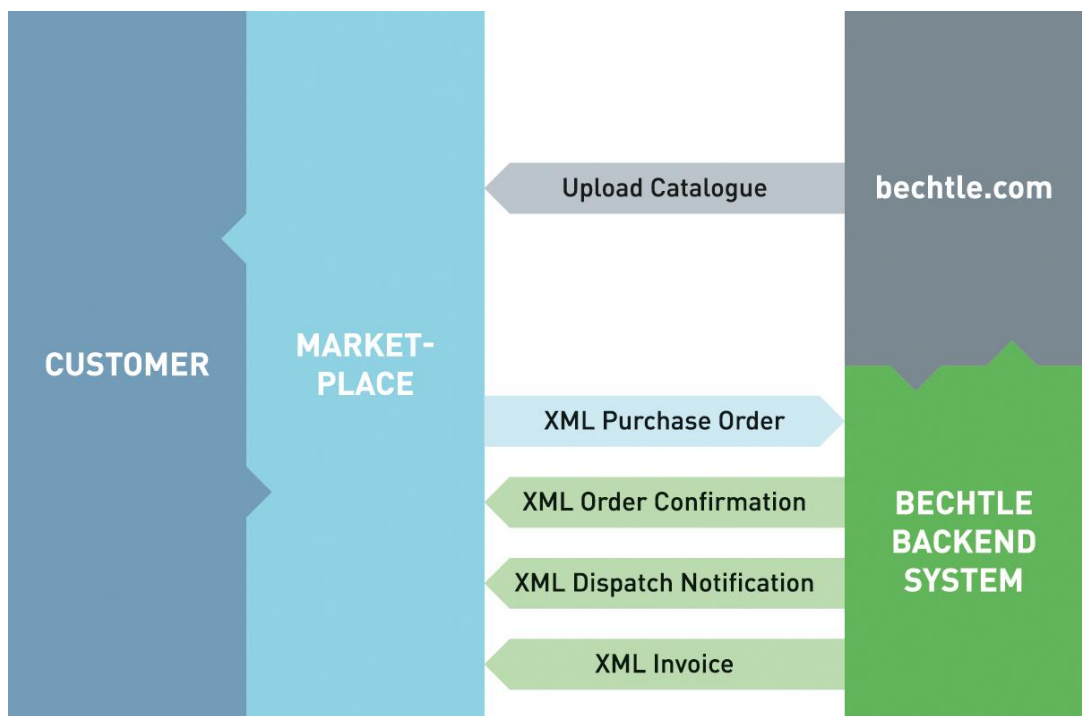 Upload Catalogue
bechtle.com
CUSTOMER
MARKET-
PLACE
XML Purchase Order
XML Order Confirmation
XML Dispatch Notification
XML Invoice
BECHTLE
BACKEND
SYSTEM